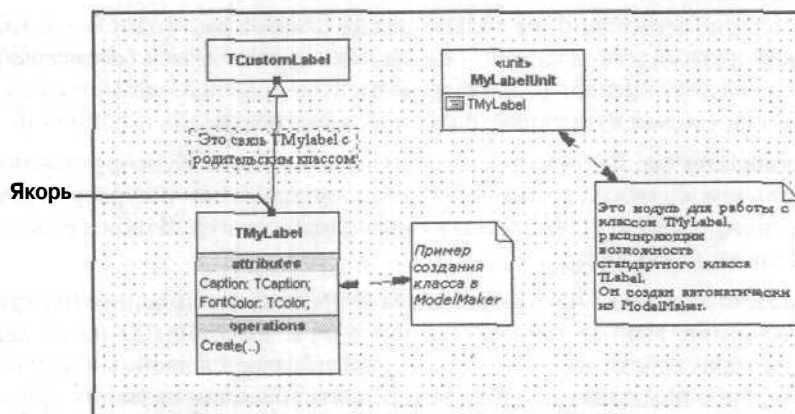 TCustomLabel
«unit»
MyLabelUnit
TMyLabel
Это связь TMylabel с
родительским классом
Якорь
TMyLabel
attributes
Caption: TCaption;
FontColor: TColor;
operations
Create(..)
Пример
создания
класса в
ModelMaker
Это модуль для работы с
классом TMyLabel,
расширяющим
возможность
стандартного класса
TLabel.
Он создан автоматически
из ModelMaker.